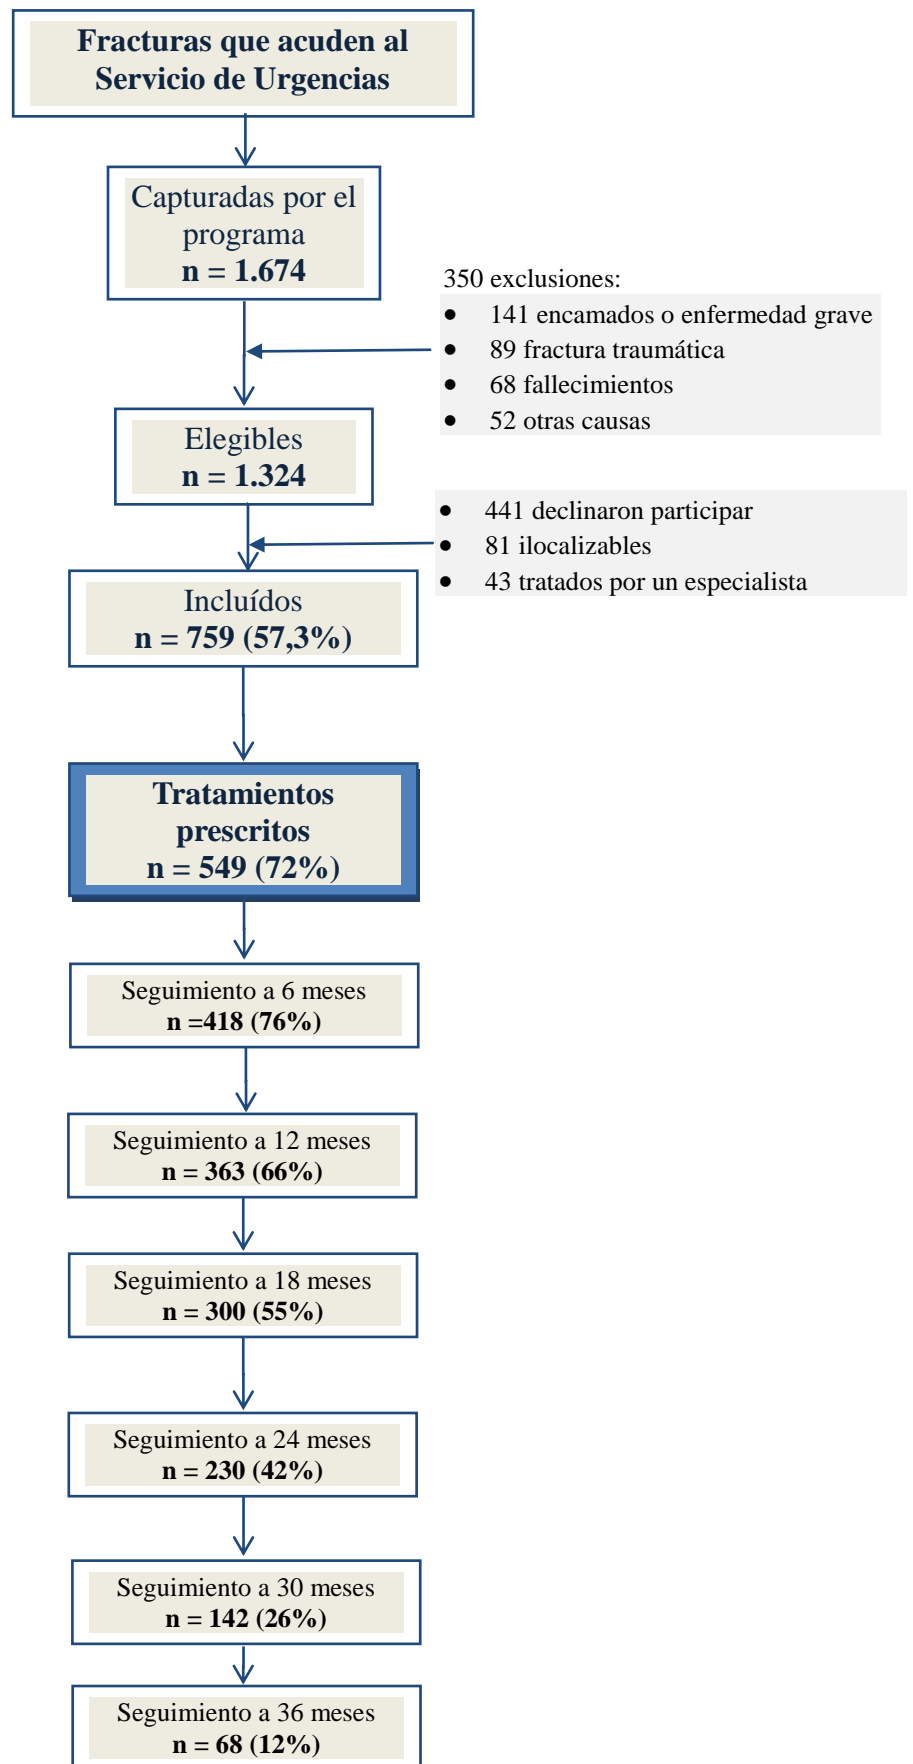 Fracturas que acuden al
Servicio de Urgencias
Capturadas por el
programa
n = 1.674
350 exclusiones:
• 141 encamados o enfermedad grave
• 89 fractura traumática
• 68 fallecimientos
• 52 otras causas
Elegibles
n = 1.324
• 441 declinaron participar
• 81 ilocalizables
• 43 tratados por un especialista
Incluídos
n = 759 (57,3%)
Tratamientos
prescritos
n = 549 (72%)
Seguimiento a 6 meses
n =418 (76%)
Seguimiento a 12 meses
n = 363 (66%)
Seguimiento a 18 meses
n = 300 (55%)
Seguimiento a 24 meses
n = 230 (42%)
Seguimiento a 30 meses
n = 142 (26%)
Seguimiento a 36 meses
n = 68 (12%)